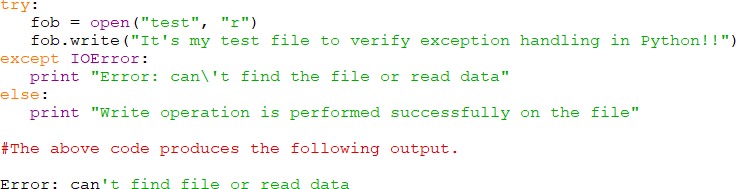 try:
fob = open("test", "r")
fob.write("It's my test file to verify exception handling in Python!!")
except IOError:
print "Error: can\'t find the file or read data"
else:
print "Write operation is performed successfully on the file"
#The above code produces the following output.
Error: can't find file or read data